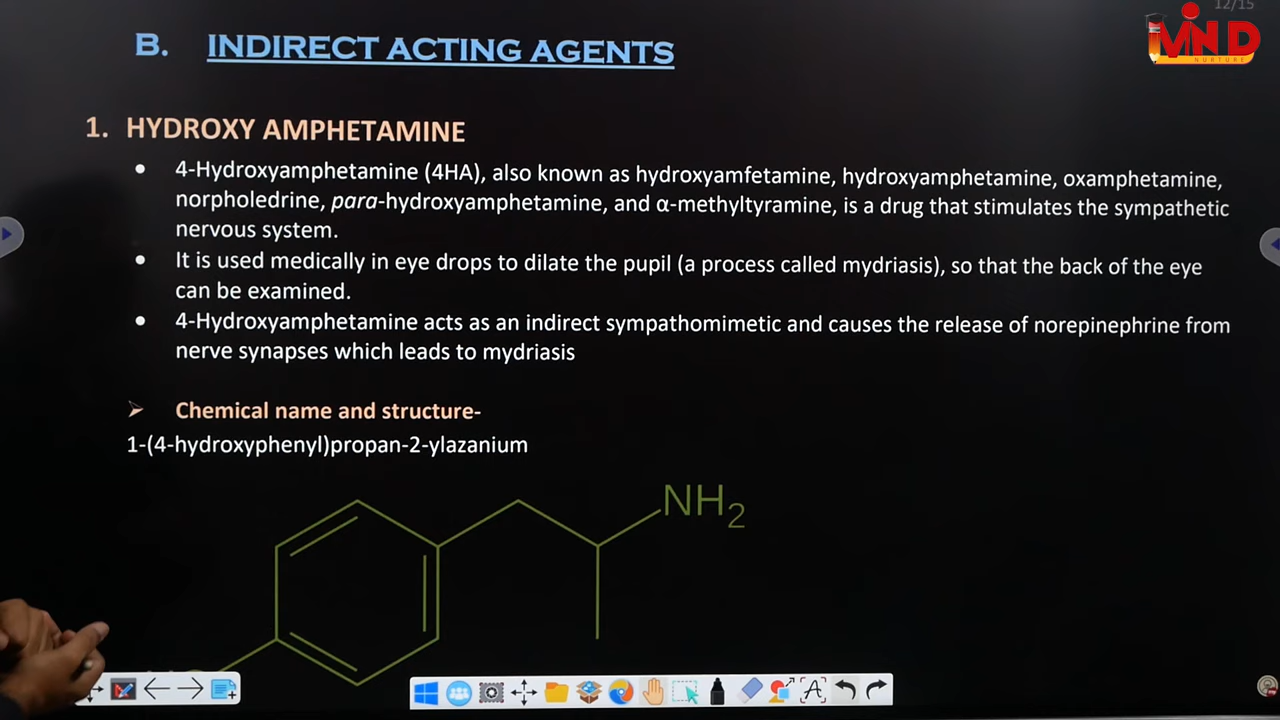 12/15
MIND
NURTURE
B. INDIRECT ACTING AGENTS
1. HYDROXY AMPHETAMINE
• 4-Hydroxyamphetamine (4HA), also known as hydroxyamfetamine, hydroxyamphetamine, oxamphetamine,
norpholedrine, para-hydroxyamphetamine, and α-methyltyramine, is a drug that stimulates the sympathetic
nervous system.
• It is used medically in eye drops to dilate the pupil (a process called mydriasis), so that the back of the eye
can be examined.
• 4-Hydroxyamphetamine acts as an indirect sympathomimetic and causes the release of norepinephrine from
nerve synapses which leads to mydriasis
➢ Chemical name and structure-
1-(4-hydroxyphenyl)propan-2-ylazanium
NH2
A